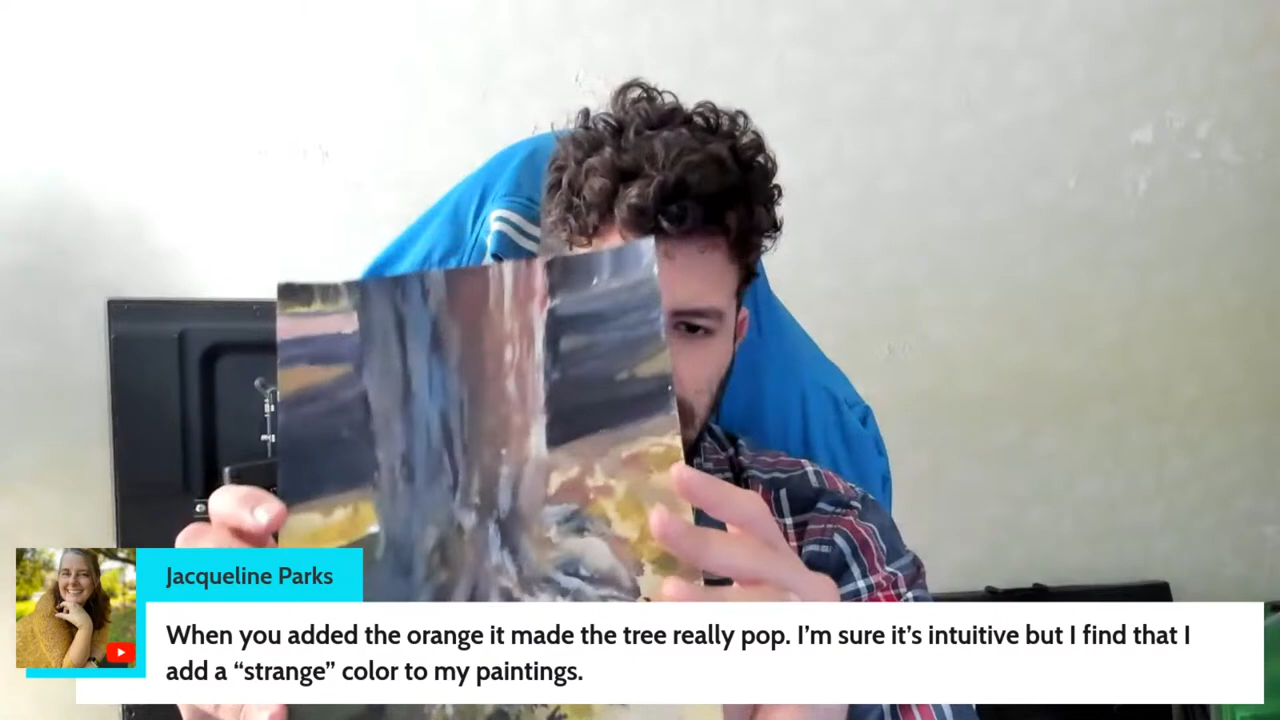 Jacqueline Parks
When you added the orange it made the tree really pop. I'm sure it's intuitive but I find that I
add a “strange” color to my paintings.